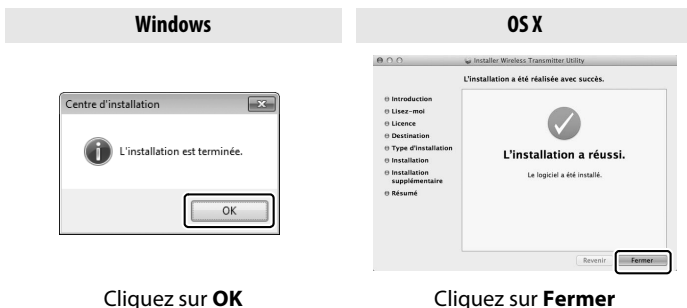 Windows
Centre d'installation
L'installation est terminée.
OK
Cliquez sur OK
OS X
Installer Wireless Transmitter Utility
L'installation a été réalisée avec succès.
Introduction
Lisez-moi
Licence
Destination
Type d'installation
Installation
Installation
supplémentaire
Résumé
L'installation a réussi.
Le logiciel a été installé.
Revenir
Fermer
Cliquez sur Fermer